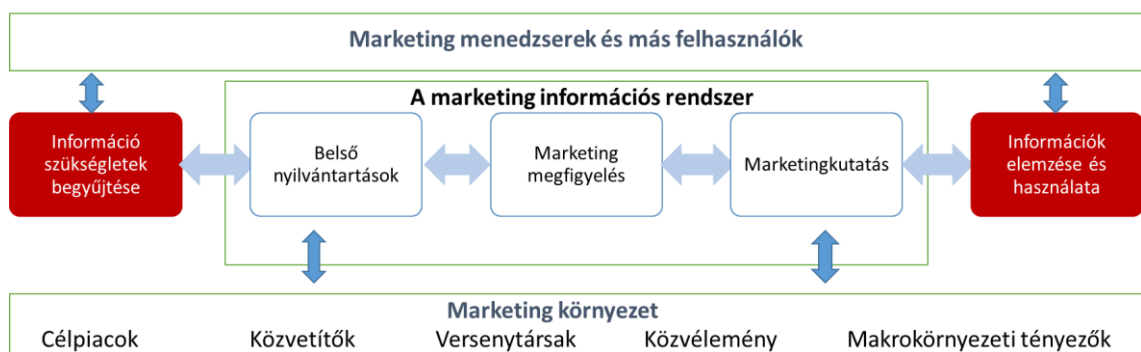 Marketing menedzserek és más felhasználók
A marketing információs rendszer
Információ
szükségletek
begyűjtése
Belső
nyilvántartások
Marketing
megfigyelés
Marketingkutatás
Információk
elemzése és
használata
Marketing környezet
Célpiacok Közvetítők Versenytársak Közvélemény Makrokörnyezeti tényezők